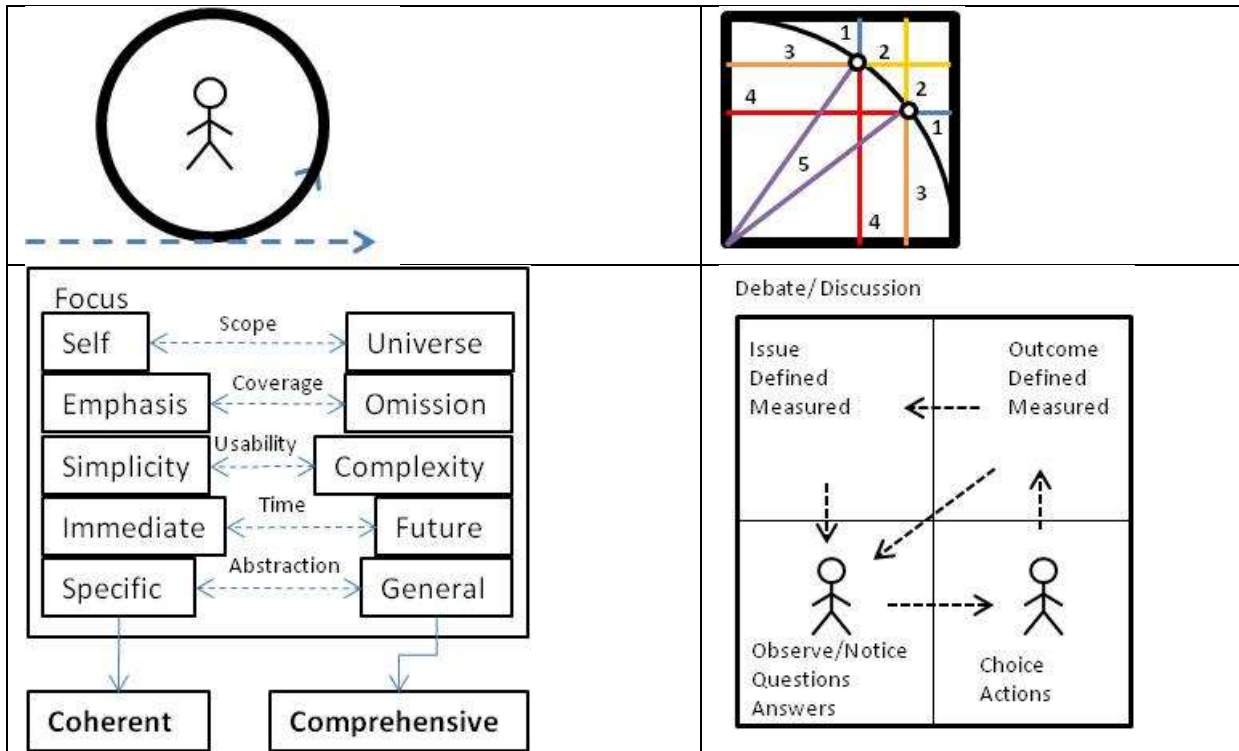 1
3
2
4
2
1
5
3
4
Focus
Self
Scope
Universe
Emphasis
Coverage
Omission
Simplicity
Usability
Complexity
Immediate
Time
Future
Specific
Abstraction
General
Coherent
Comprehensive
Debate/ Discussion
Issue
Defined
Measured
Outcome
Defined
Measured
Observe/Notice
Questions
Answers
Choice
Actions